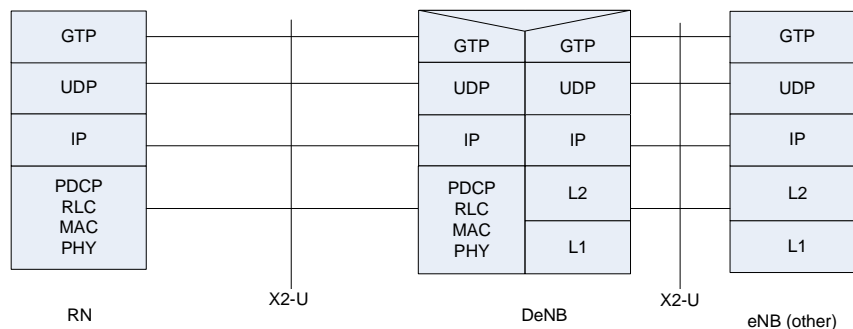 GTP
GTP
GTP
GTP
UDP
UDP
UDP
UDP
IP
IP
IP
IP
PDCP
RLC
MAC
PHY
PDCP
RLC
MAC
PHY
L2
L2
L1
L1
X2-U
X2-U
RN
DeNB
eNB (other)